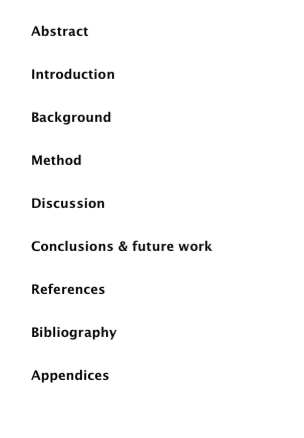 Abstract
Introduction
Background
Method
Discussion
Conclusions & future work
References
Bibliography
Appendices